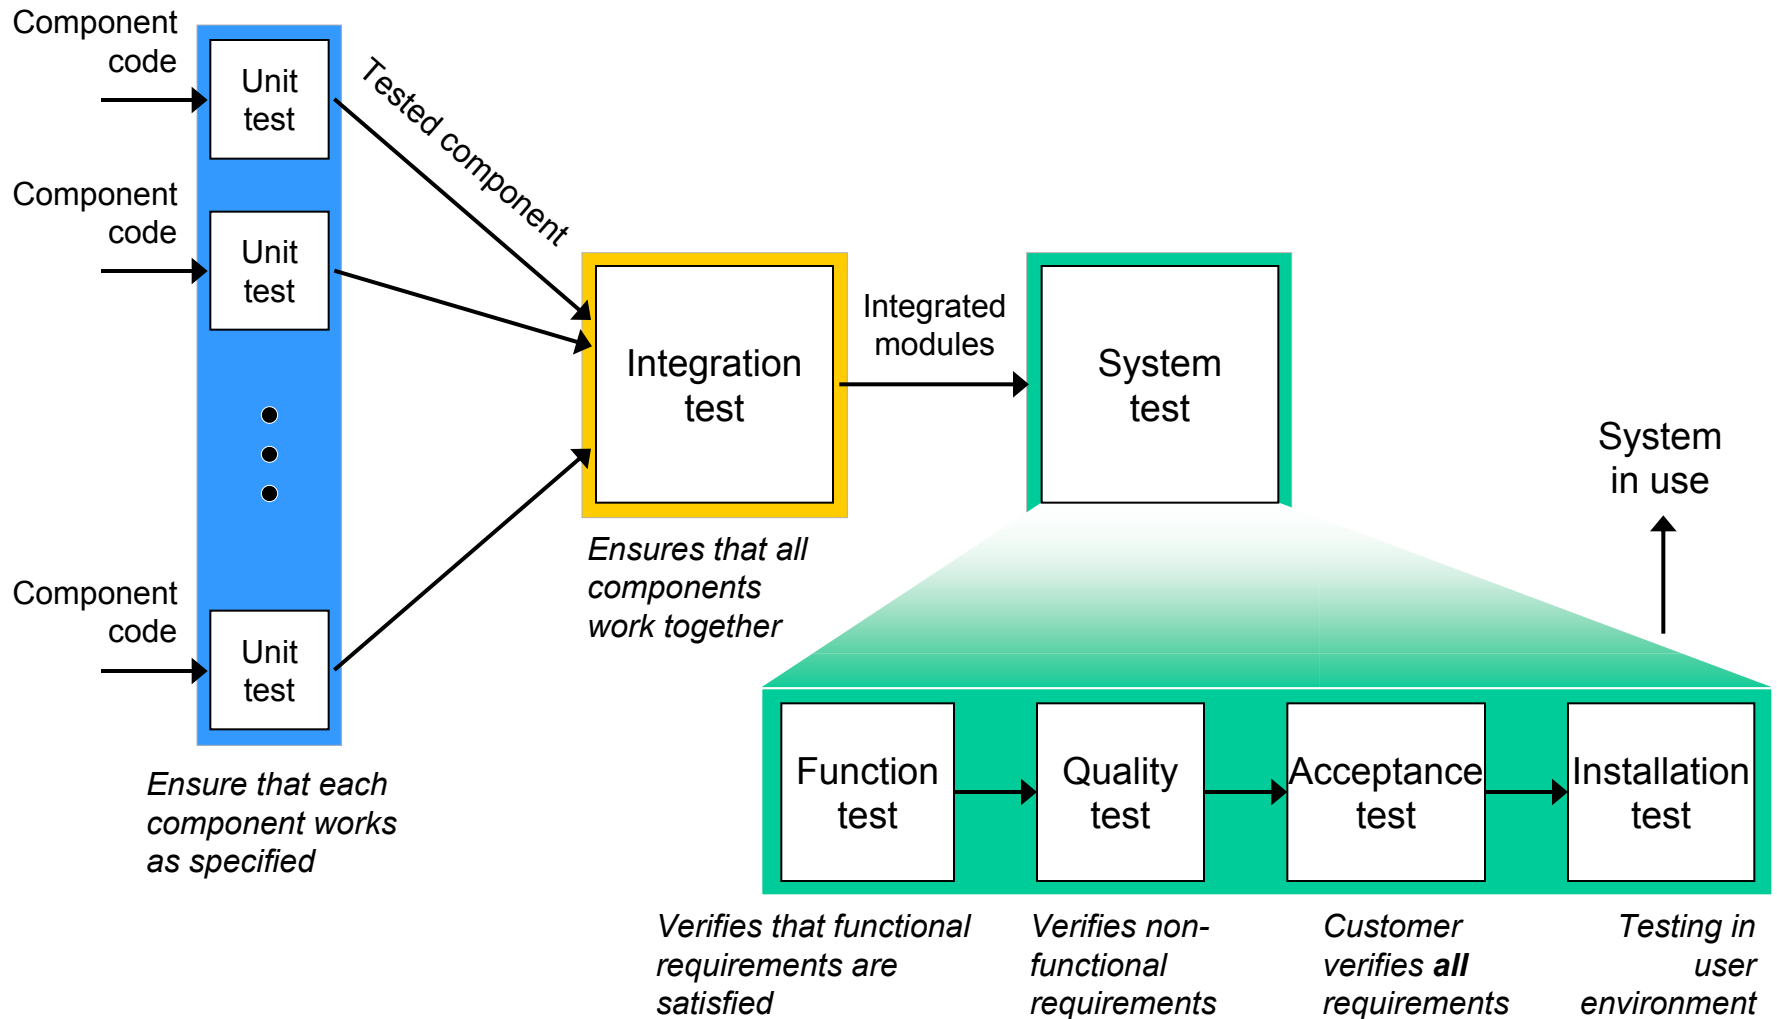 Component
code
Unit
test
Tested component
Component
code
Unit
test
Integration
test
Integrated
modules
System
test
System
in use
Ensures that all
components
work together
Component
code
Unit
test
Ensure that each
component works
as specified
Function
test
Quality
test
Acceptance
test
Installation
test
Verifies that functional
requirements are
satisfied
Verifies non-
functional
requirements
Customer
verifies all
requirements
Testing in
user
environment